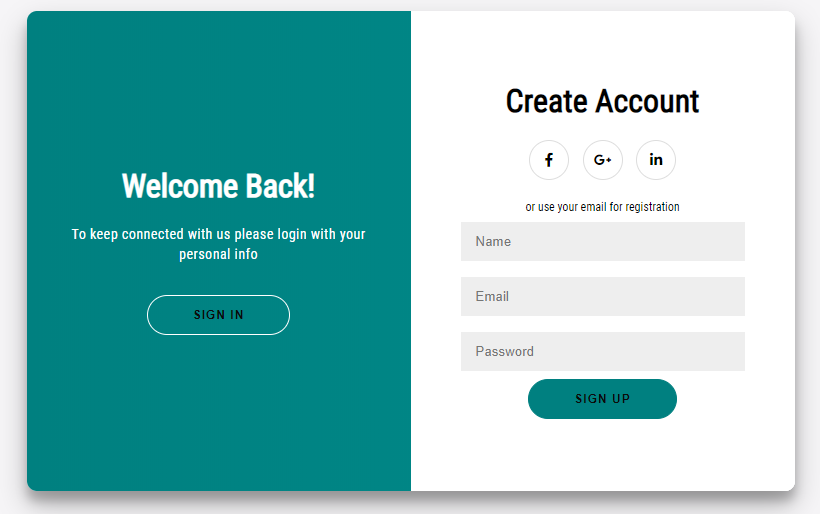 Welcome Back!
To keep connected with us please login with your
personal info
SIGN IN
Create Account
f G+ in
or use your email for registration
Name
Email
Password
SIGN UP